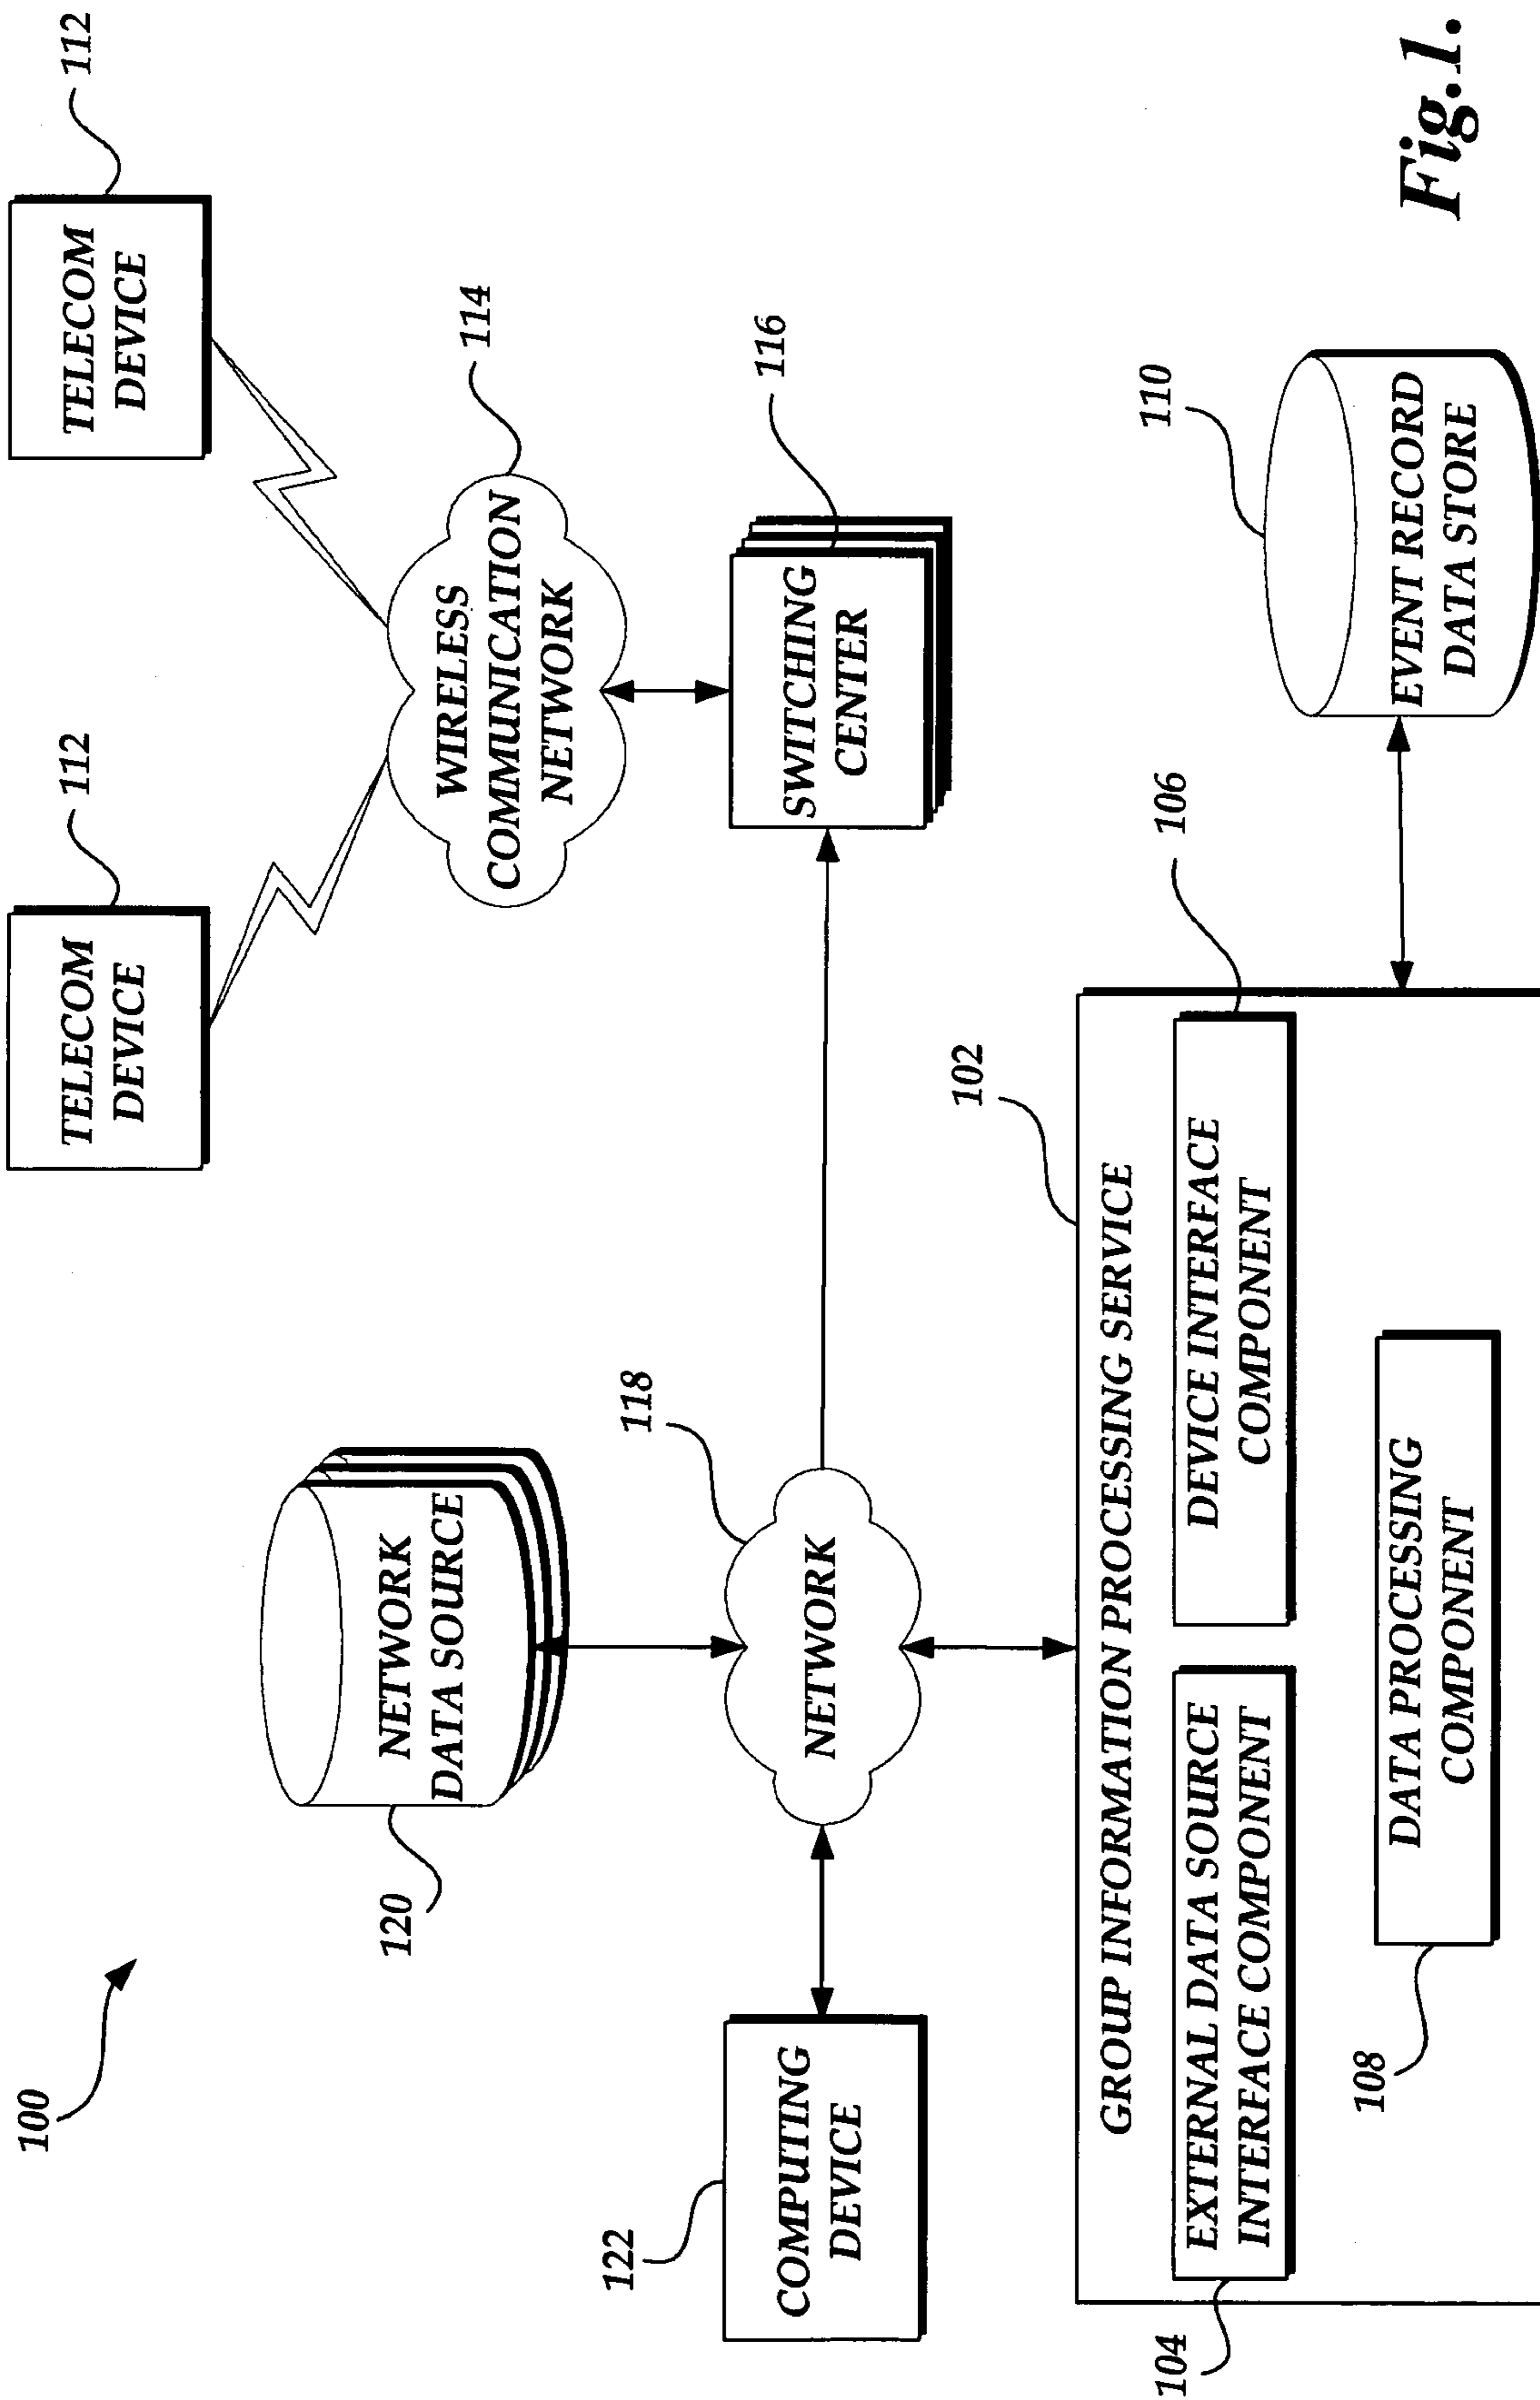 100
TELECOM
DEVICE
112
TELECOM
DEVICE
112
120
NETWORK
DATA SOURCE
WIRELESS
COMMUNICATION
NETWORK
114
122
COMPUTING
DEVICE
118
NETWORK
SWITCHING
CENTER
116
102
GROUP INFORMATION PROCESSING SERVICE
104
EXTERNAL DATA SOURCE
INTERFACE COMPONENT
DEVICE INTERFACE
COMPONENT
106
108
DATA PROCESSING
COMPONENT
110
EVENT RECORD
DATA STORE
Fig.1.